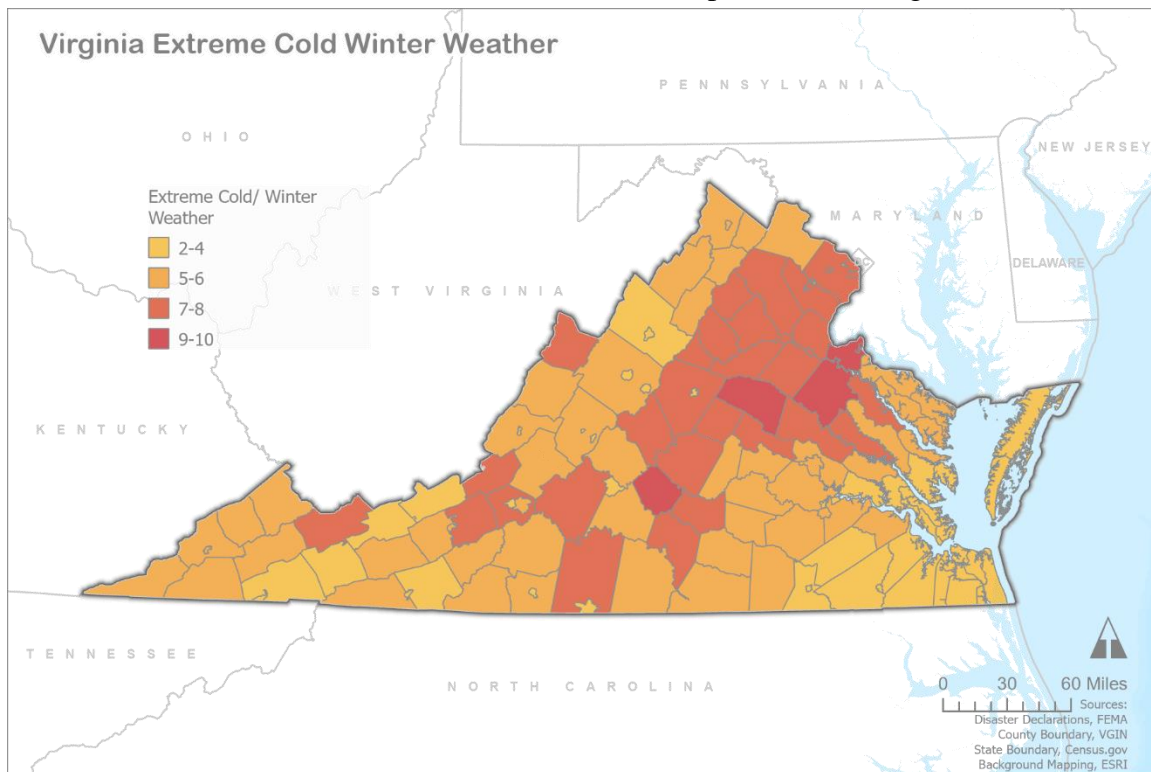 Virginia Extreme Cold Winter Weather
PENNSYLVANIA
OHIO
NEW JERSEY
Extreme Cold/ Winter
Weather
2-4
5-6
7-8
9-10
MARYLAND
DC
DELAWARE
WEST VIRGINIA
KENTUCKY
TENNESSEE
NORTH CAROLINA
0 30 60 Miles
Sources:
Disaster Declarations, FEMA
County Boundary, VGIN
State Boundary, Census.gov
Background Mapping, ESRI